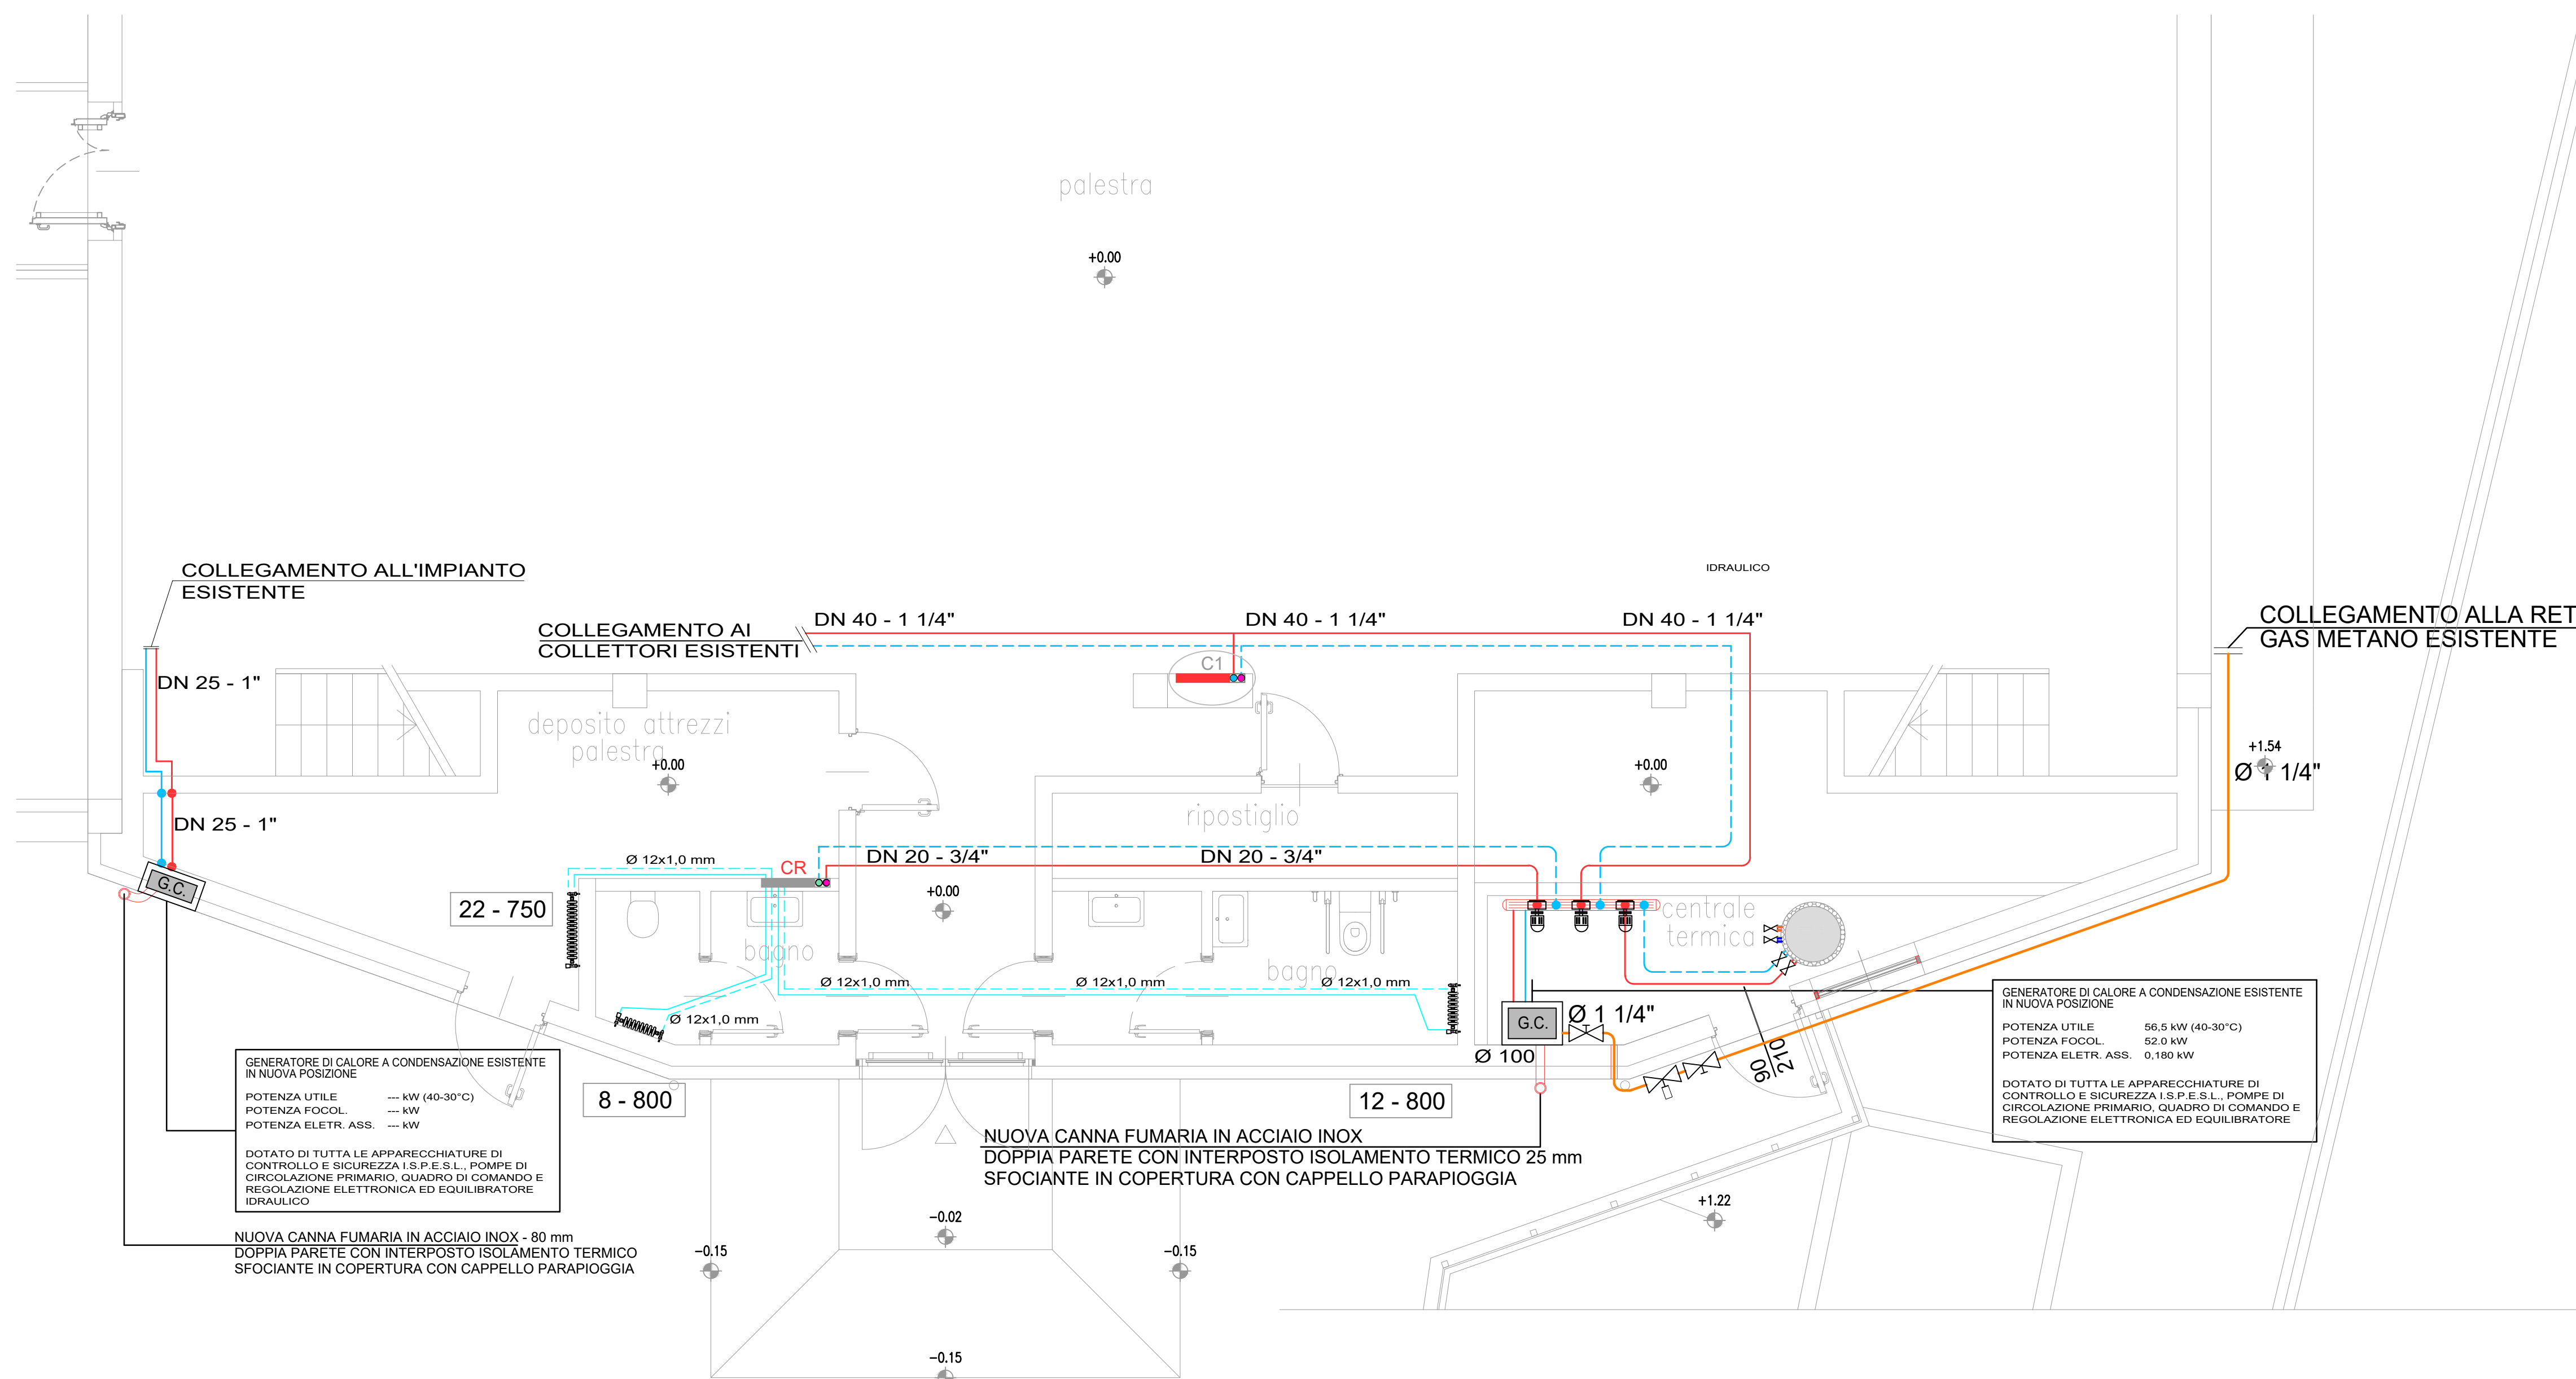 palestra
+0.00
COLLEGAMENTO ALL'IMPIANTO
ESISTENTE
IDRAULICO
COLLEGAMENTO AI
COLLETTORI ESISTENTI
DN 40 - 1 1/4"
DN 40 - 1 1/4"
DN 40 - 1 1/4"
COLLEGAMENTO ALLA RET
GAS METANO ESISTENTE
C1
DN 25 - 1"
deposito attrezzi
palestra
+0.00
+0.00
+1.54
Ø 1 1/4"
ripostiglio
DN 25 - 1"
Ø 12x1,0 mm
CR
DN 20 - 3/4"
DN 20 - 3/4"
G.C.
22 - 750
+0.00
centrale
termica
bagno
bagno
Ø 12x1,0 mm
Ø 12x1,0 mm
Ø 12x1,0 mm
Ø 12x1,0 mm
G.C.
Ø 1 1/4"
Ø 100
90
210
GENERATORE DI CALORE A CONDENSAZIONE ESISTENTE
IN NUOVA POSIZIONE
POTENZA UTILE 56,5 kW (40-30°C)
POTENZA FOCOL. 52.0 kW
POTENZA ELETR. ASS. 0,180 kW
DOTATO DI TUTTA LE APPARECCHIATURE DI
CONTROLLO E SICUREZZA I.S.P.E.S.L., POMPE DI
CIRCOLAZIONE PRIMARIO, QUADRO DI COMANDO E
REGOLAZIONE ELETTRONICA ED EQUILIBRATORE
GENERATORE DI CALORE A CONDENSAZIONE ESISTENTE
IN NUOVA POSIZIONE
POTENZA UTILE --- kW (40-30°C)
POTENZA FOCOL. --- kW
POTENZA ELETR. ASS. --- kW
DOTATO DI TUTTA LE APPARECCHIATURE DI
CONTROLLO E SICUREZZA I.S.P.E.S.L., POMPE DI
CIRCOLAZIONE PRIMARIO, QUADRO DI COMANDO E
REGOLAZIONE ELETTRONICA ED EQUILIBRATORE
IDRAULICO
8 - 800
12 - 800
NUOVA CANNA FUMARIA IN ACCIAIO INOX
DOPPIA PARETE CON INTERPOSTO ISOLAMENTO TERMICO 25 mm
SFOCIANTE IN COPERTURA CON CAPPELLO PARAPIOGGIA
NUOVA CANNA FUMARIA IN ACCIAIO INOX - 80 mm
DOPPIA PARETE CON INTERPOSTO ISOLAMENTO TERMICO
SFOCIANTE IN COPERTURA CON CAPPELLO PARAPIOGGIA
+1.22
-0.02
-0.15
-0.15
-0.15